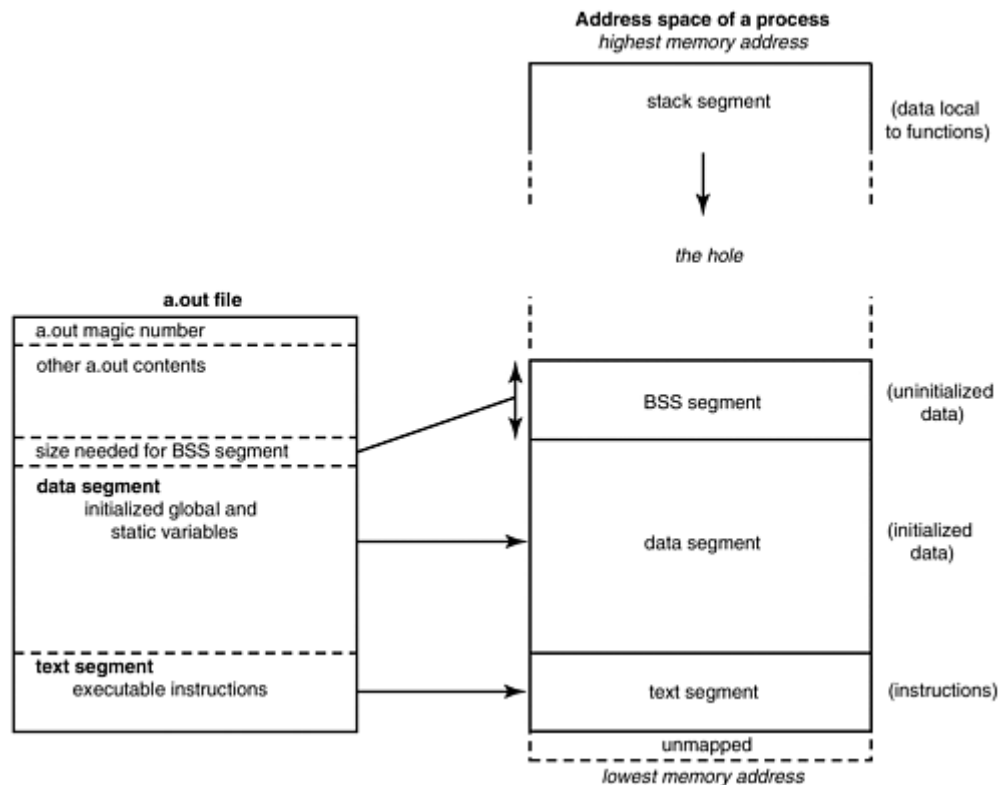 Address space of a process
highest memory address
stack segment
(data local
to functions)
the hole
a.out file
a.out magic number
other a.out contents
size needed for BSS segment
data segment
initialized global and
static variables
text segment
executable instructions
BSS segment
(uninitialized
data)
data segment
(initialized
data)
text segment
(instructions)
unmapped
lowest memory address